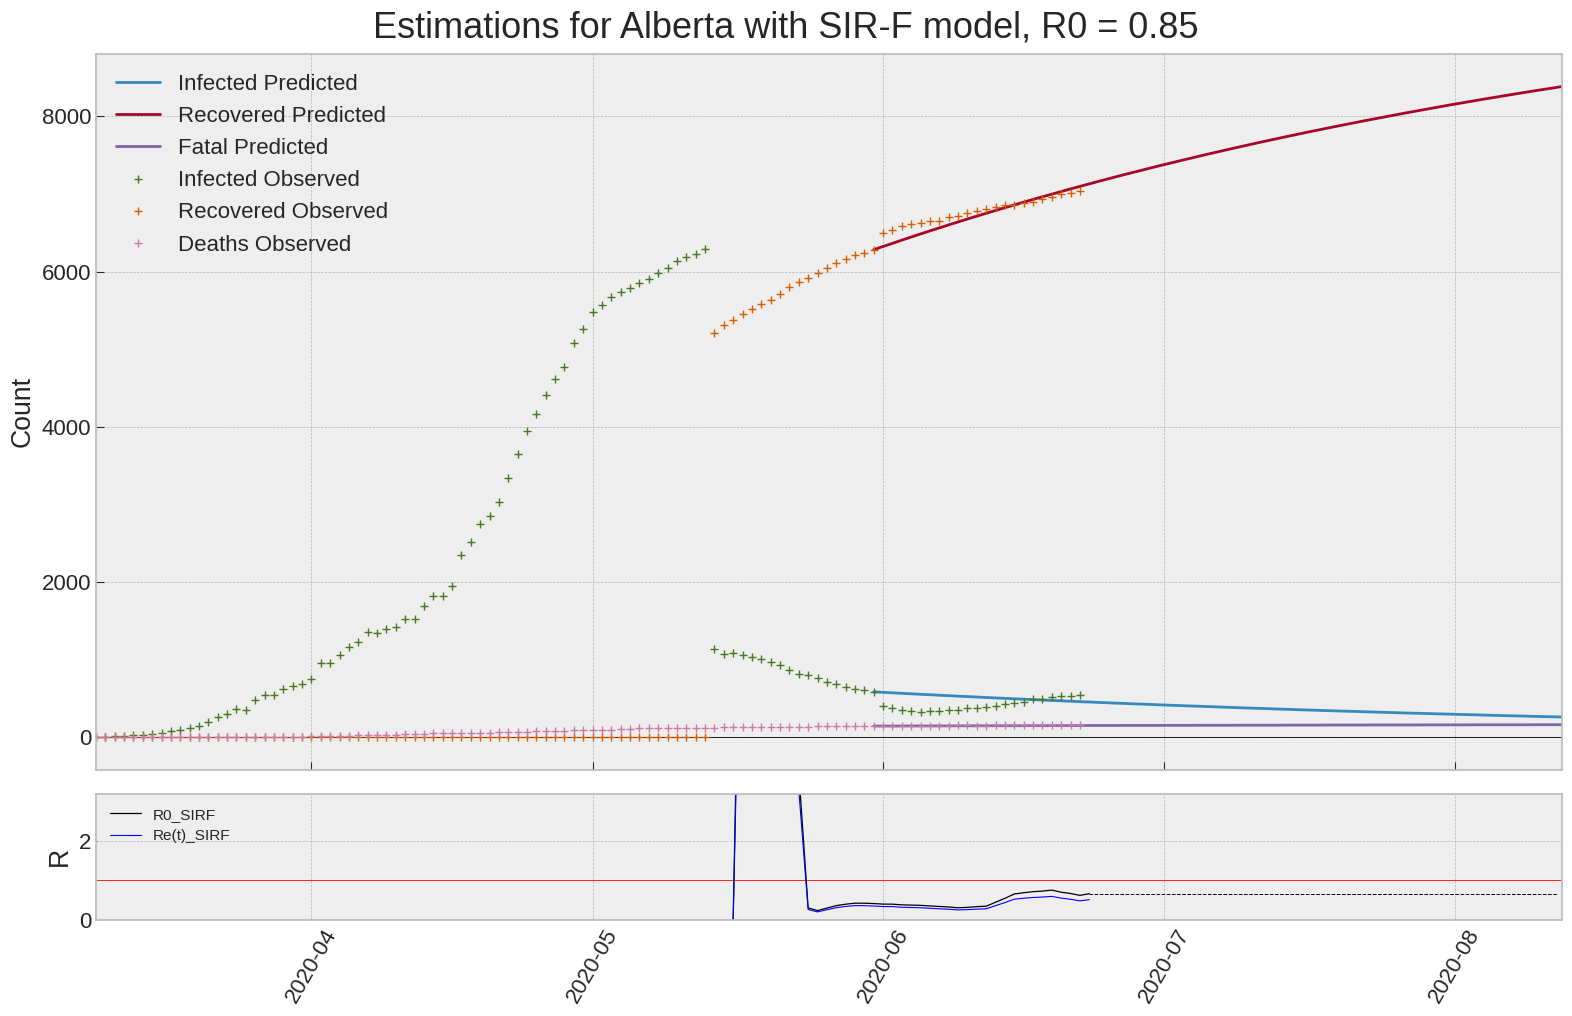 Estimations for Alberta with SIR-F model, R0 = 0.85
Infected Predicted
Recovered Predicted
Fatal Predicted
Infected Observed
Recovered Observed
Deaths Observed
8000
6000
4000
2000
0
Count
R0_SIRF
Re(t)_SIRF
2
0
R
2020-04
2020-05
2020-06
2020-07
2020-08